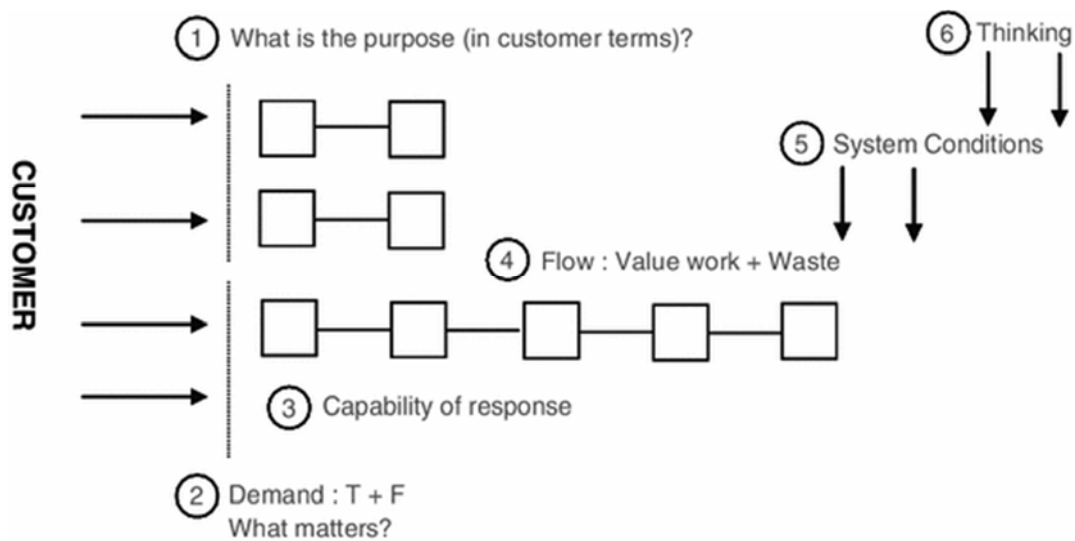 1 What is the purpose (in customer terms)?
6 Thinking
5 System Conditions
CUSTOMER
4 Flow : Value work + Waste
3 Capability of response
2 Demand : T + F
What matters?